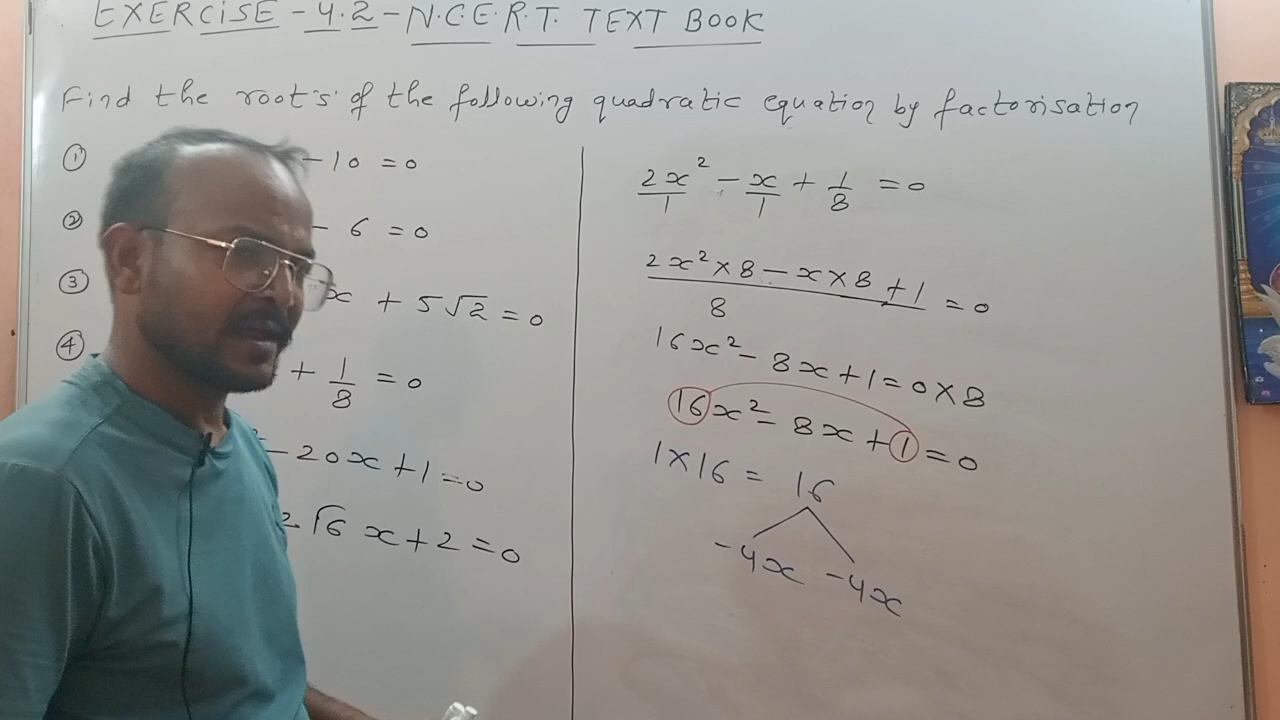 EXERCISE - 4.2 - N.C.E.R.T. TEXT BOOK
Find the root's of the following quadratic equation by factorisation
① - 10 = 0
② - 6 = 0
③ x + 5√2 = 0
④ + 1/8 = 0
- 20x + 1 = 0
2√6 x + 2 = 0
2x²/1 - x/1 + 1/8 = 0
2x² × 8 - x × 8 + 1 / 8 = 0
16x² - 8x + 1 = 0 × 8
16x² - 8x + 1 = 0
1 × 16 = 16
-4x -4x